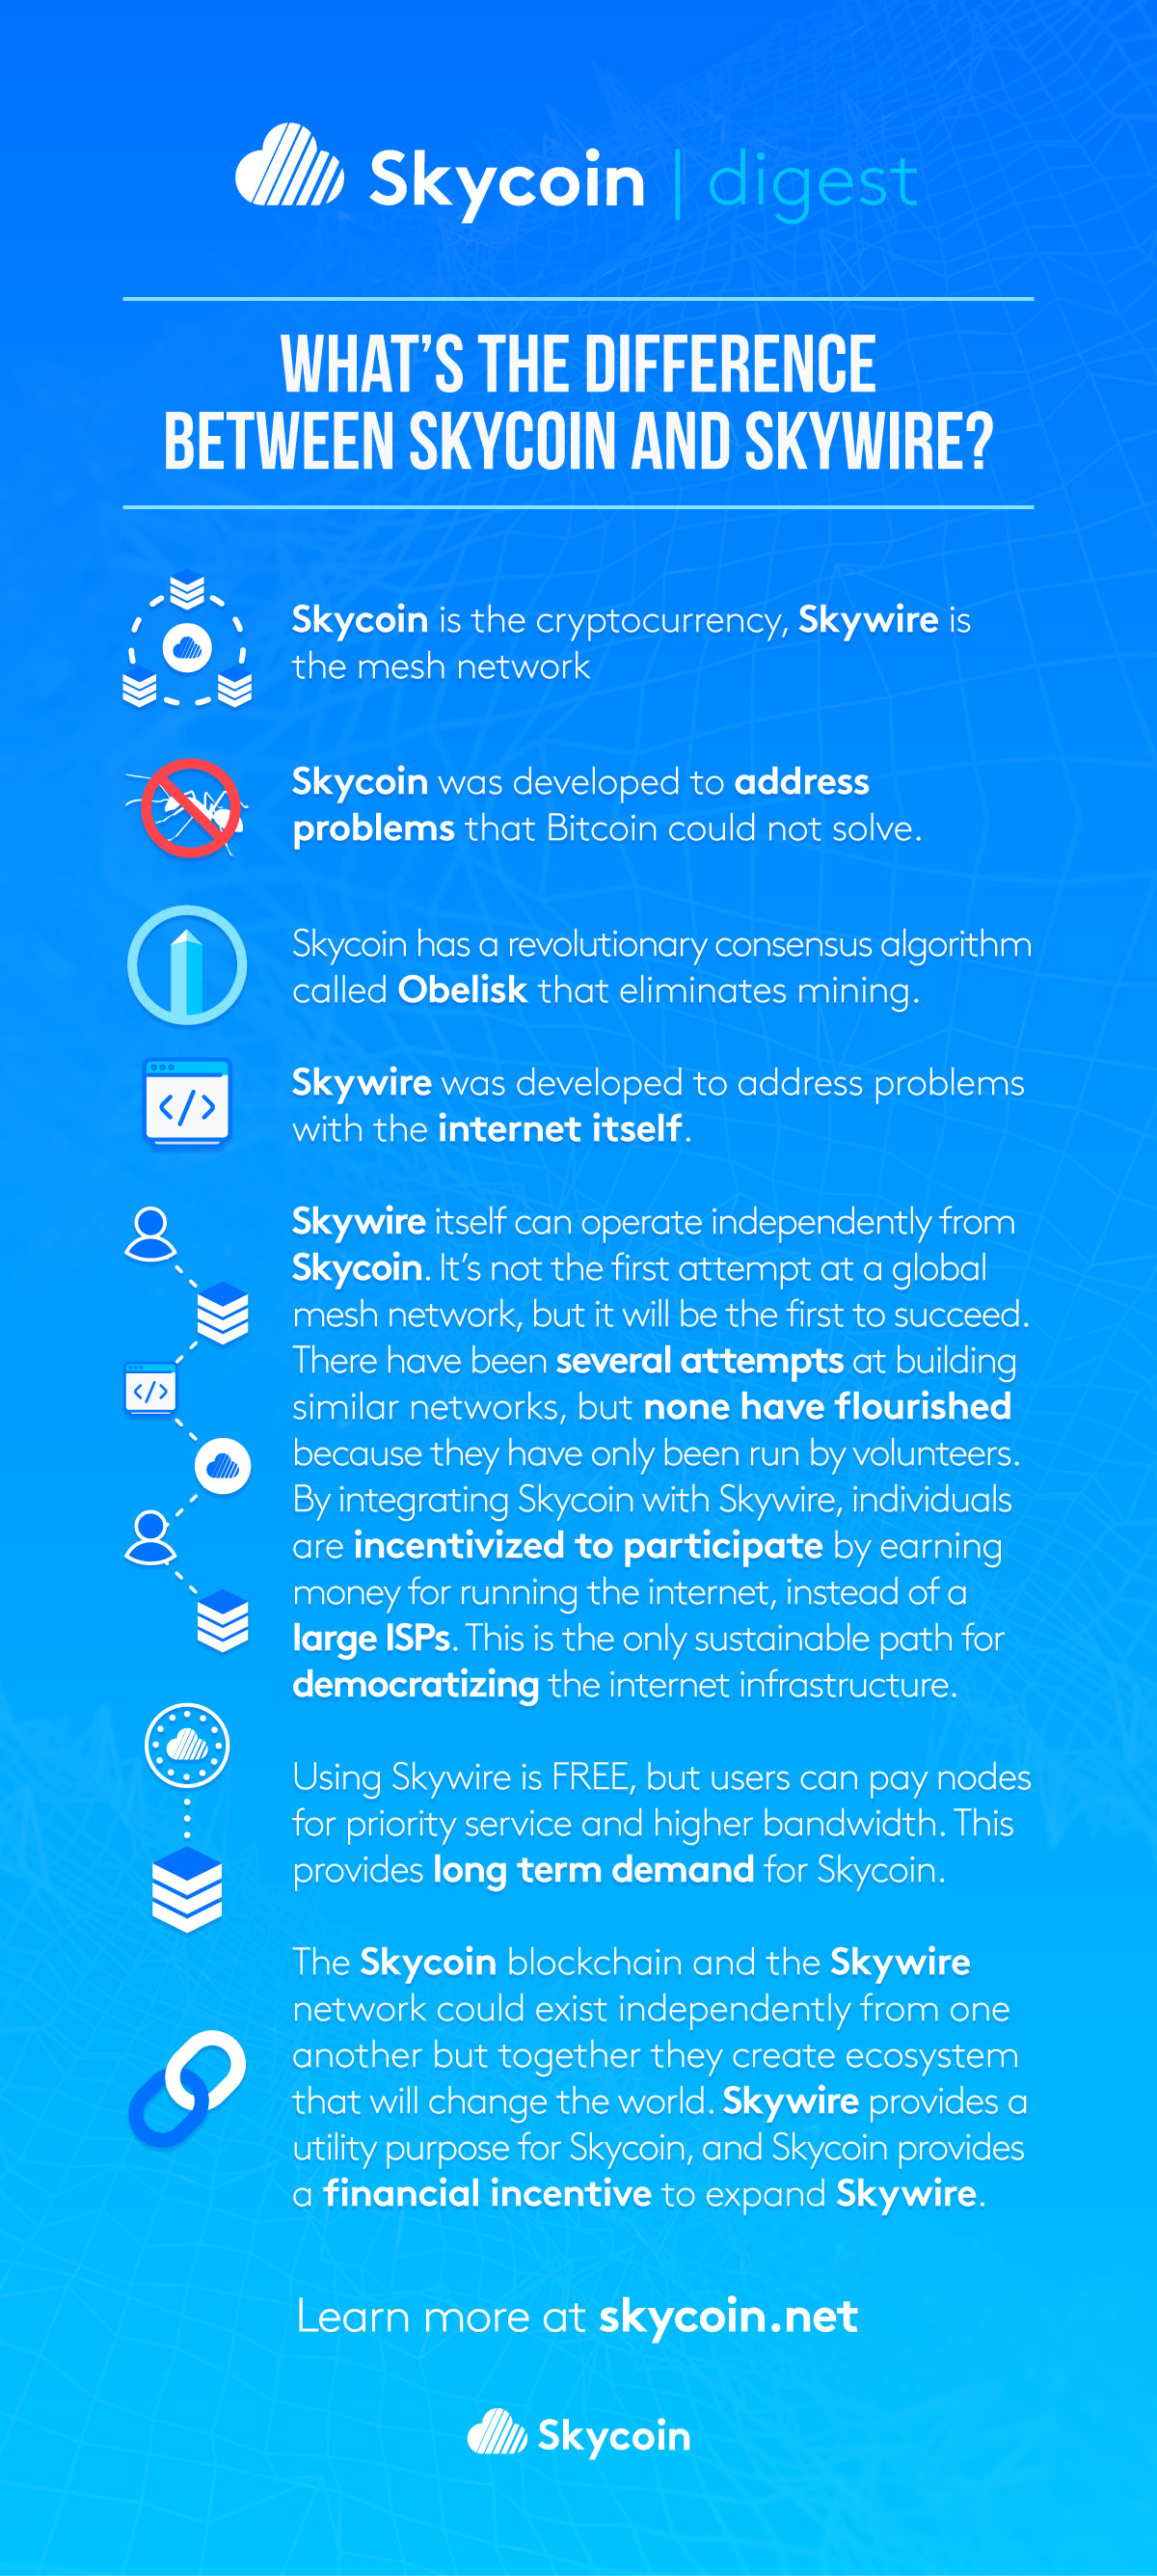 Skycoin | digest
WHAT'S THE DIFFERENCE
BETWEEN SKYCOIN AND SKYWIRE?
Skycoin is the cryptocurrency, Skywire is
the mesh network
Skycoin was developed to address
problems that Bitcoin could not solve.
Skycoin has a revolutionary consensus algorithm
called Obelisk that eliminates mining.
</>
Skywire was developed to address problems
with the internet itself.
Skywire itself can operate independently from
Skycoin. It's not the first attempt at a global
mesh network, but it will be the first to succeed.
There have been several attempts at building
</>
similar networks, but none have flourished
because they have only been run by volunteers.
By integrating Skycoin with Skywire, individuals
are incentivized to participate by earning
money for running the internet, instead of a
large ISPs. This is the only sustainable path for
democratizing the internet infrastructure.
Using Skywire is FREE, but users can pay nodes
for priority service and higher bandwidth. This
provides long term demand for Skycoin.
The Skycoin blockchain and the Skywire
network could exist independently from one
another but together they create ecosystem
that will change the world. Skywire provides a
utility purpose for Skycoin, and Skycoin provides
a financial incentive to expand Skywire.
Learn more at skycoin.net
Skycoin